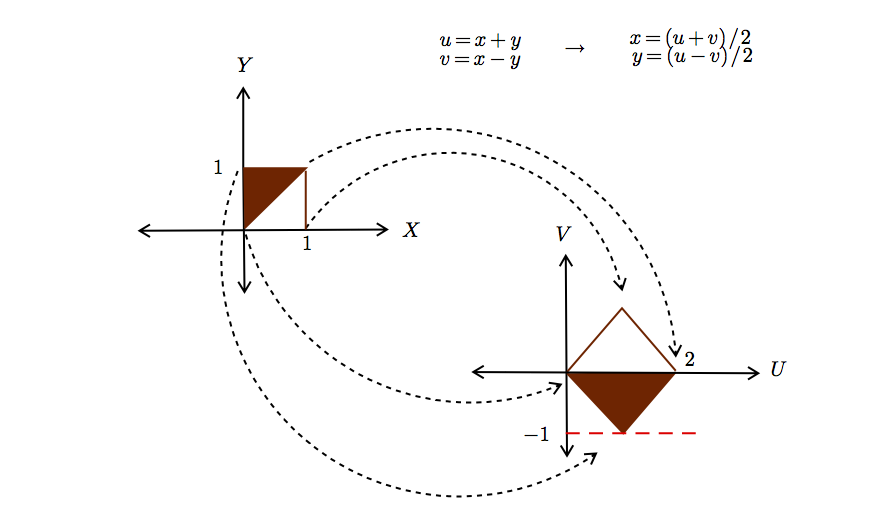 u = x + y → x = (u + v)/2
v = x − y y = (u − v)/2
Y
1
X
1
V
2
U
−1